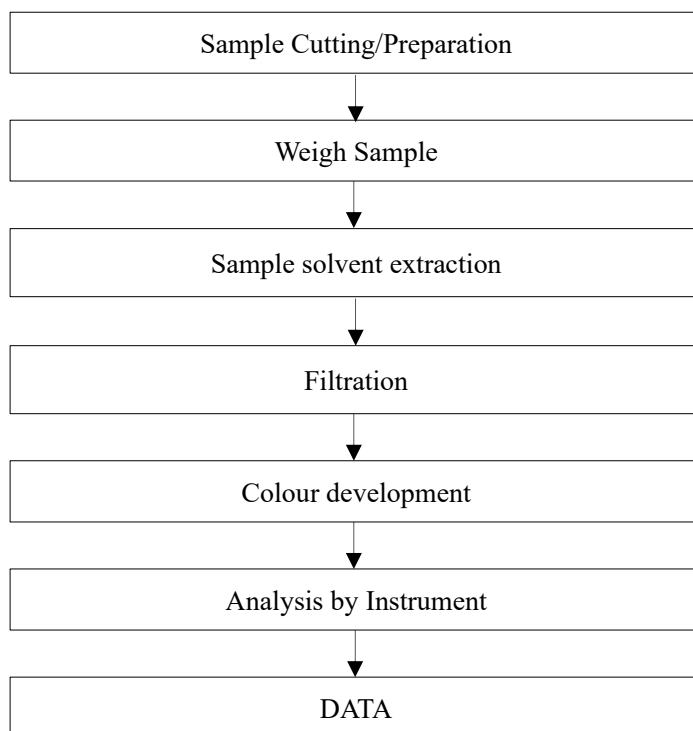 Sample Cutting/Preparation
Weigh Sample
Sample solvent extraction
Filtration
Colour development
Analysis by Instrument
DATA